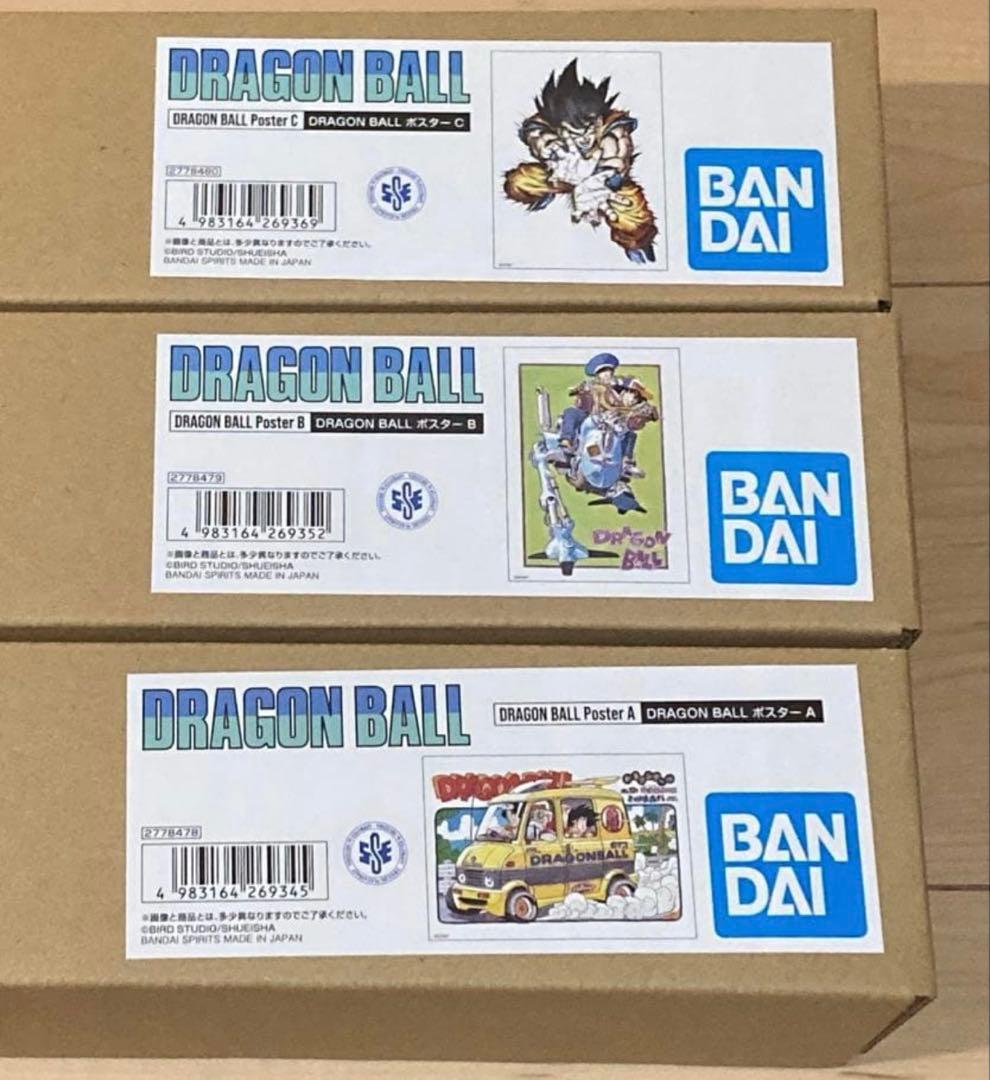 DRAGON BALL
DRAGON BALL Poster C DRAGON BALL ポスター C
2778480
4 983164 269369
※画像と商品とは、多少異なりますのでご了承ください。
©BIRD STUDIO/SHUEISHA
BANDAI SPIRITS MADE IN JAPAN
BAN
DAI
DRAGON BALL
DRAGON BALL Poster B DRAGON BALL ポスター B
2778479
4 983164 269352
※画像と商品とは、多少異なりますのでご了承ください。
©BIRD STUDIO/SHUEISHA
BANDAI SPIRITS MADE IN JAPAN
DRAGON
BALL
BAN
DAI
DRAGON BALL
DRAGON BALL Poster A DRAGON BALL ポスター A
2778478
4 983164 269345
※画像と商品とは、多少異なりますのでご了承ください。
©BIRD STUDIO/SHUEISHA
BANDAI SPIRITS MADE IN JAPAN
DRAGON BALL
DRAGONBALL
BAN
DAI